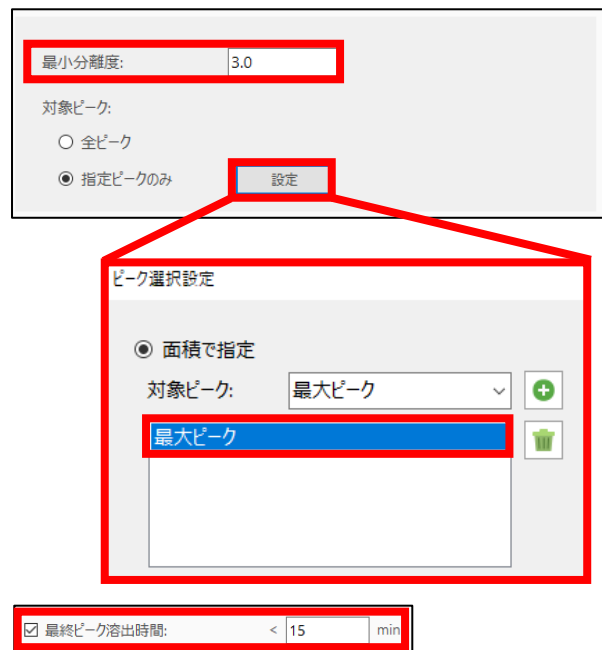 最小分離度: 3.0
対象ピーク:
全ピーク
指定ピークのみ 設定
ピーク選択設定
面積で指定
対象ピーク: 最大ピーク
最大ピーク
最終ピーク溶出時間: < 15 min